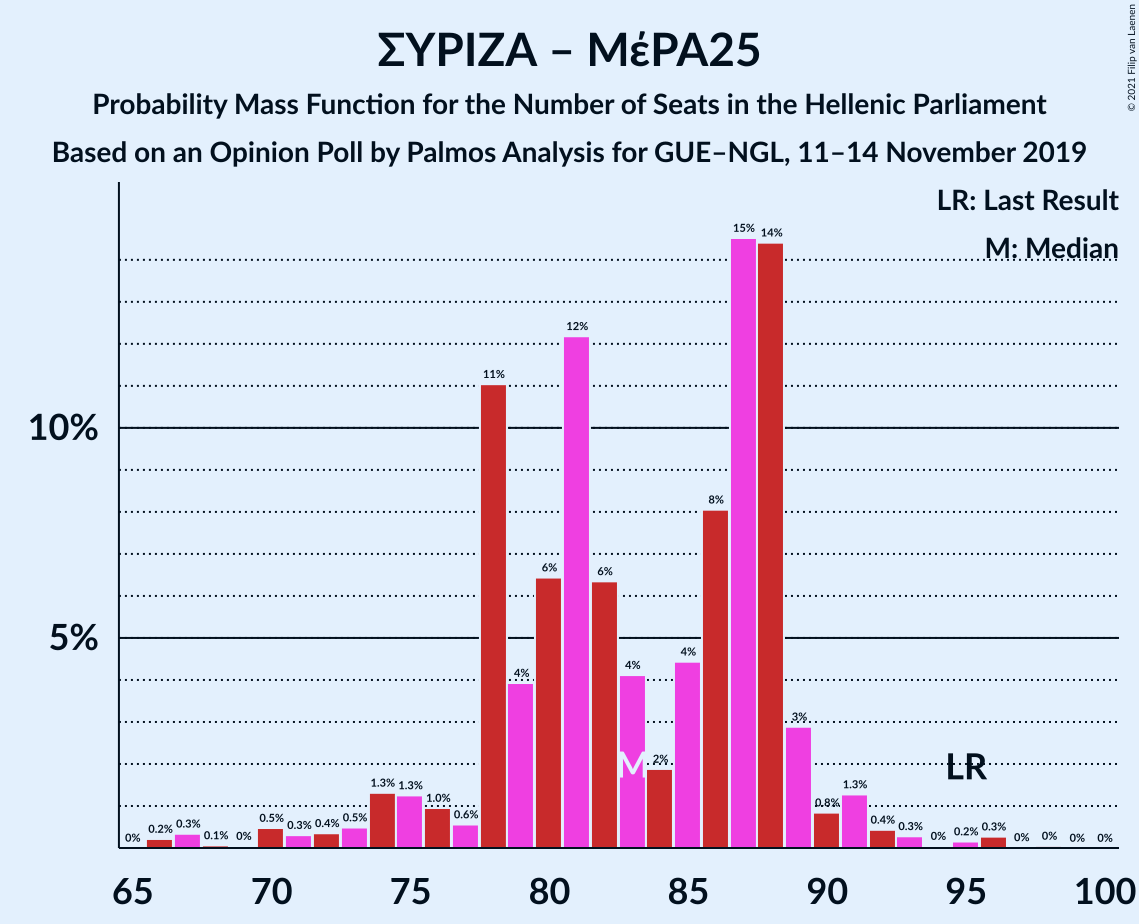 ΣΥΡΙΖΑ – ΜέΡΑ25
Probability Mass Function for the Number of Seats in the Hellenic Parliament
Based on an Opinion Poll by Palmos Analysis for GUE–NGL, 11–14 November 2019
© 2021 Filip van Laenen
LR: Last Result
M: Median
10%
5%
0% 0.2% 0.3% 0.1% 0% 0.5% 0.3% 0.4% 0.5% 1.3% 1.3% 1.0% 0.6% 11% 4% 6% 12% 6% 4% 2% 4% 8% 15% 14% 3% 0.8% 1.3% 0.4% 0.3% 0% 0.2% 0.3% 0% 0% 0% 0%
M
LR
65 70 75 80 85 90 95 100